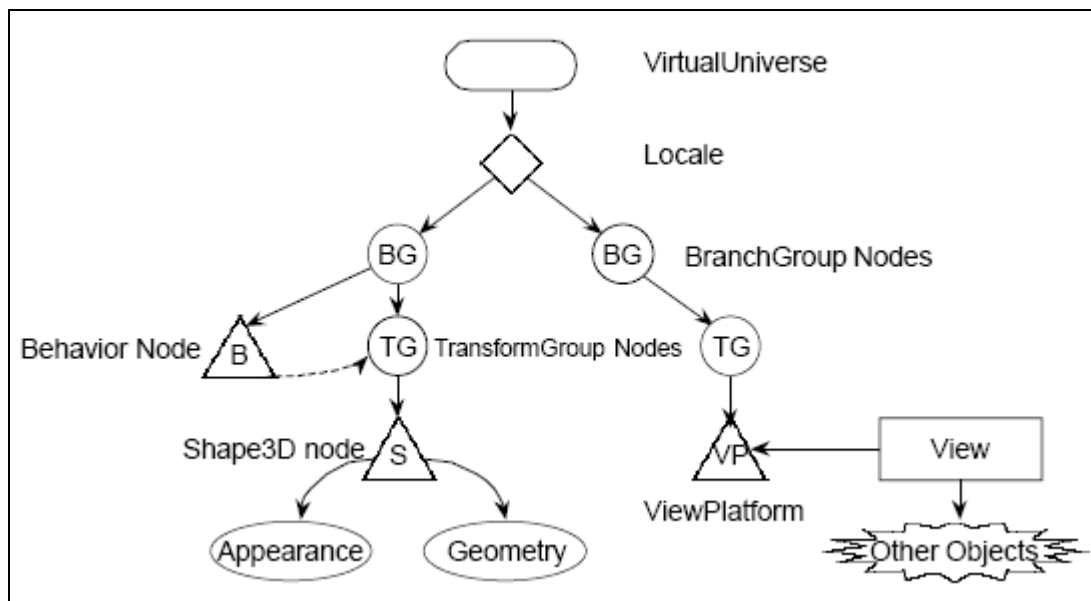 VirtualUniverse
Locale
BG
BG
BranchGroup Nodes
Behavior Node
B
TG
TransformGroup Nodes
TG
Shape3D node
S
VP
View
ViewPlatform
Appearance
Geometry
Other Objects